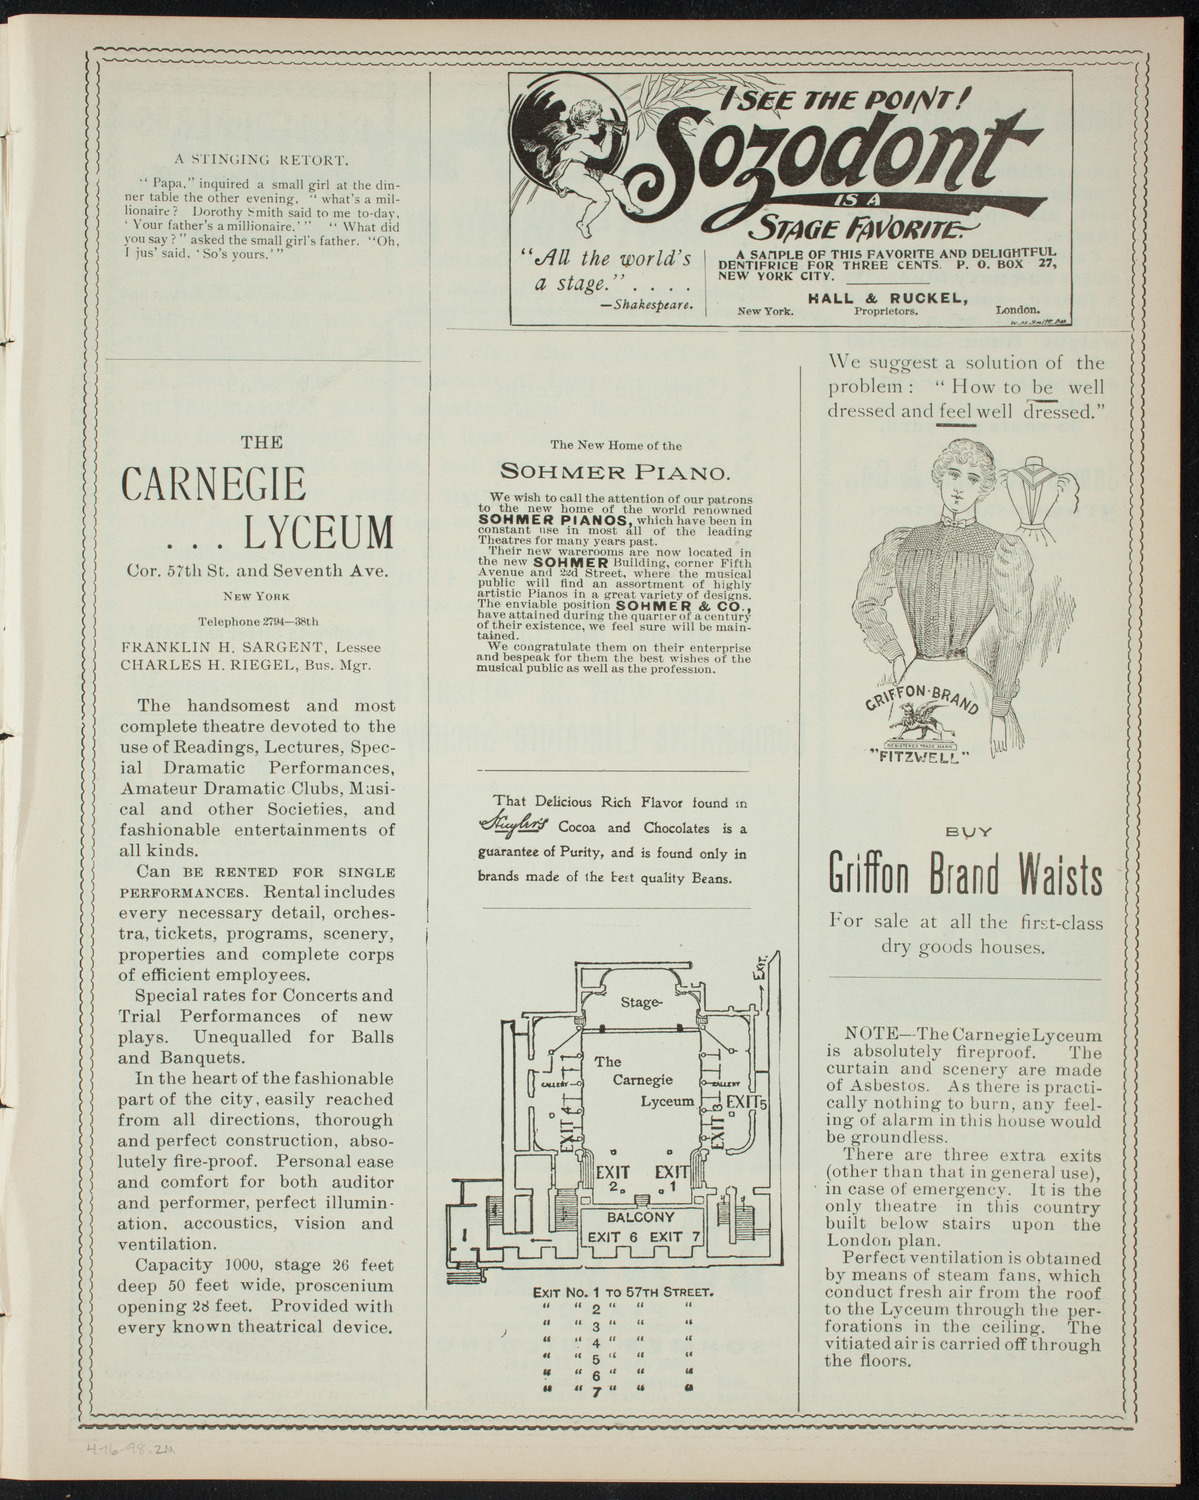 A STINGING RETORT.
“ Papa,” inquired a small girl at the din-
ner table the other evening, “ what's a mil-
lionaire? Dorothy Smith said to me to-day,
‘ Your father's a millionaire.’ ” “ What did
you say ? ” asked the small girl's father. “Oh,
I jus' said, ‘ So's yours.’ ”
THE
CARNEGIE
. . . LYCEUM
Cor. 57th St. and Seventh Ave.
NEW YORK
Telephone 2794—38th
FRANKLIN H. SARGENT, Lessee
CHARLES H. RIEGEL, Bus. Mgr.
The handsomest and most
complete theatre devoted to the
use of Readings, Lectures, Spec-
ial Dramatic Performances,
Amateur Dramatic Clubs, Musi-
cal and other Societies, and
fashionable entertainments of
all kinds.
Can BE RENTED FOR SINGLE
PERFORMANCES. Rental includes
every necessary detail, orches-
tra, tickets, programs, scenery,
properties and complete corps
of efficient employees.
Special rates for Concerts and
Trial Performances of new
plays. Unequalled for Balls
and Banquets.
In the heart of the fashionable
part of the city, easily reached
from all directions, thorough
and perfect construction, abso-
lutely fire-proof. Personal ease
and comfort for both auditor
and performer, perfect illumin-
ation, accoustics, vision and
ventilation.
Capacity 1000, stage 26 feet
deep 50 feet wide, proscenium
opening 28 feet. Provided with
every known theatrical device.
I SEE THE POINT!
Sozodont
IS A
STAGE FAVORITE.
“All the world's
a stage.” . . . .
—Shakespeare.
A SAMPLE OF THIS FAVORITE AND DELIGHTFUL
DENTIFRICE FOR THREE CENTS. P. O. BOX 27,
NEW YORK CITY.
HALL & RUCKEL,
New York. Proprietors. London.
The New Home of the
SOHMER PIANO.
We wish to call the attention of our patrons
to the new home of the world renowned
SOHMER PIANOS, which have been in
constant use in most all of the leading
Theatres for many years past.
Their new warerooms are now located in
the new SOHMER Building, corner Fifth
Avenue and 22d Street, where the musical
public will find an assortment of highly
artistic Pianos in a great variety of designs.
The enviable position SOHMER & CO.,
have attained during the quarter of a century
of their existence, we feel sure will be main-
tained.
We congratulate them on their enterprise
and bespeak for them the best wishes of the
musical public as well as the profession.
That Delicious Rich Flavor found in
Huyler's Cocoa and Chocolates is a
guarantee of Purity, and is found only in
brands made of the best quality Beans.
EXIT.
Stage-
The
Carnegie
Lyceum
GALLERY
GALLERY
EXIT 4
EXIT 3
EXIT 5
EXIT 2
EXIT 1
BALCONY
EXIT 6 EXIT 7
EXIT No. 1 TO 57TH STREET.
“ “ 2 “ “ “
“ “ 3 “ “ “
“ “ 4 “ “ “
“ “ 5 “ “ “
“ “ 6 “ “ “
“ “ 7 “ “ “
We suggest a solution of the
problem : “ How to be well
dressed and feel well dressed.”
GRIFFON·BRAND
REGISTERED TRADE MARK
"FITZWELL"
BUY
Griffon Brand Waists
For sale at all the first-class
dry goods houses.
NOTE—The Carnegie Lyceum
is absolutely fireproof. The
curtain and scenery are made
of Asbestos. As there is practi-
cally nothing to burn, any feel-
ing of alarm in this house would
be groundless.
There are three extra exits
(other than that in general use),
in case of emergency. It is the
only theatre in this country
built below stairs upon the
London plan.
Perfect ventilation is obtained
by means of steam fans, which
conduct fresh air from the roof
to the Lyceum through the per-
forations in the ceiling. The
vitiated air is carried off through
the floors.
4-16-98.2M